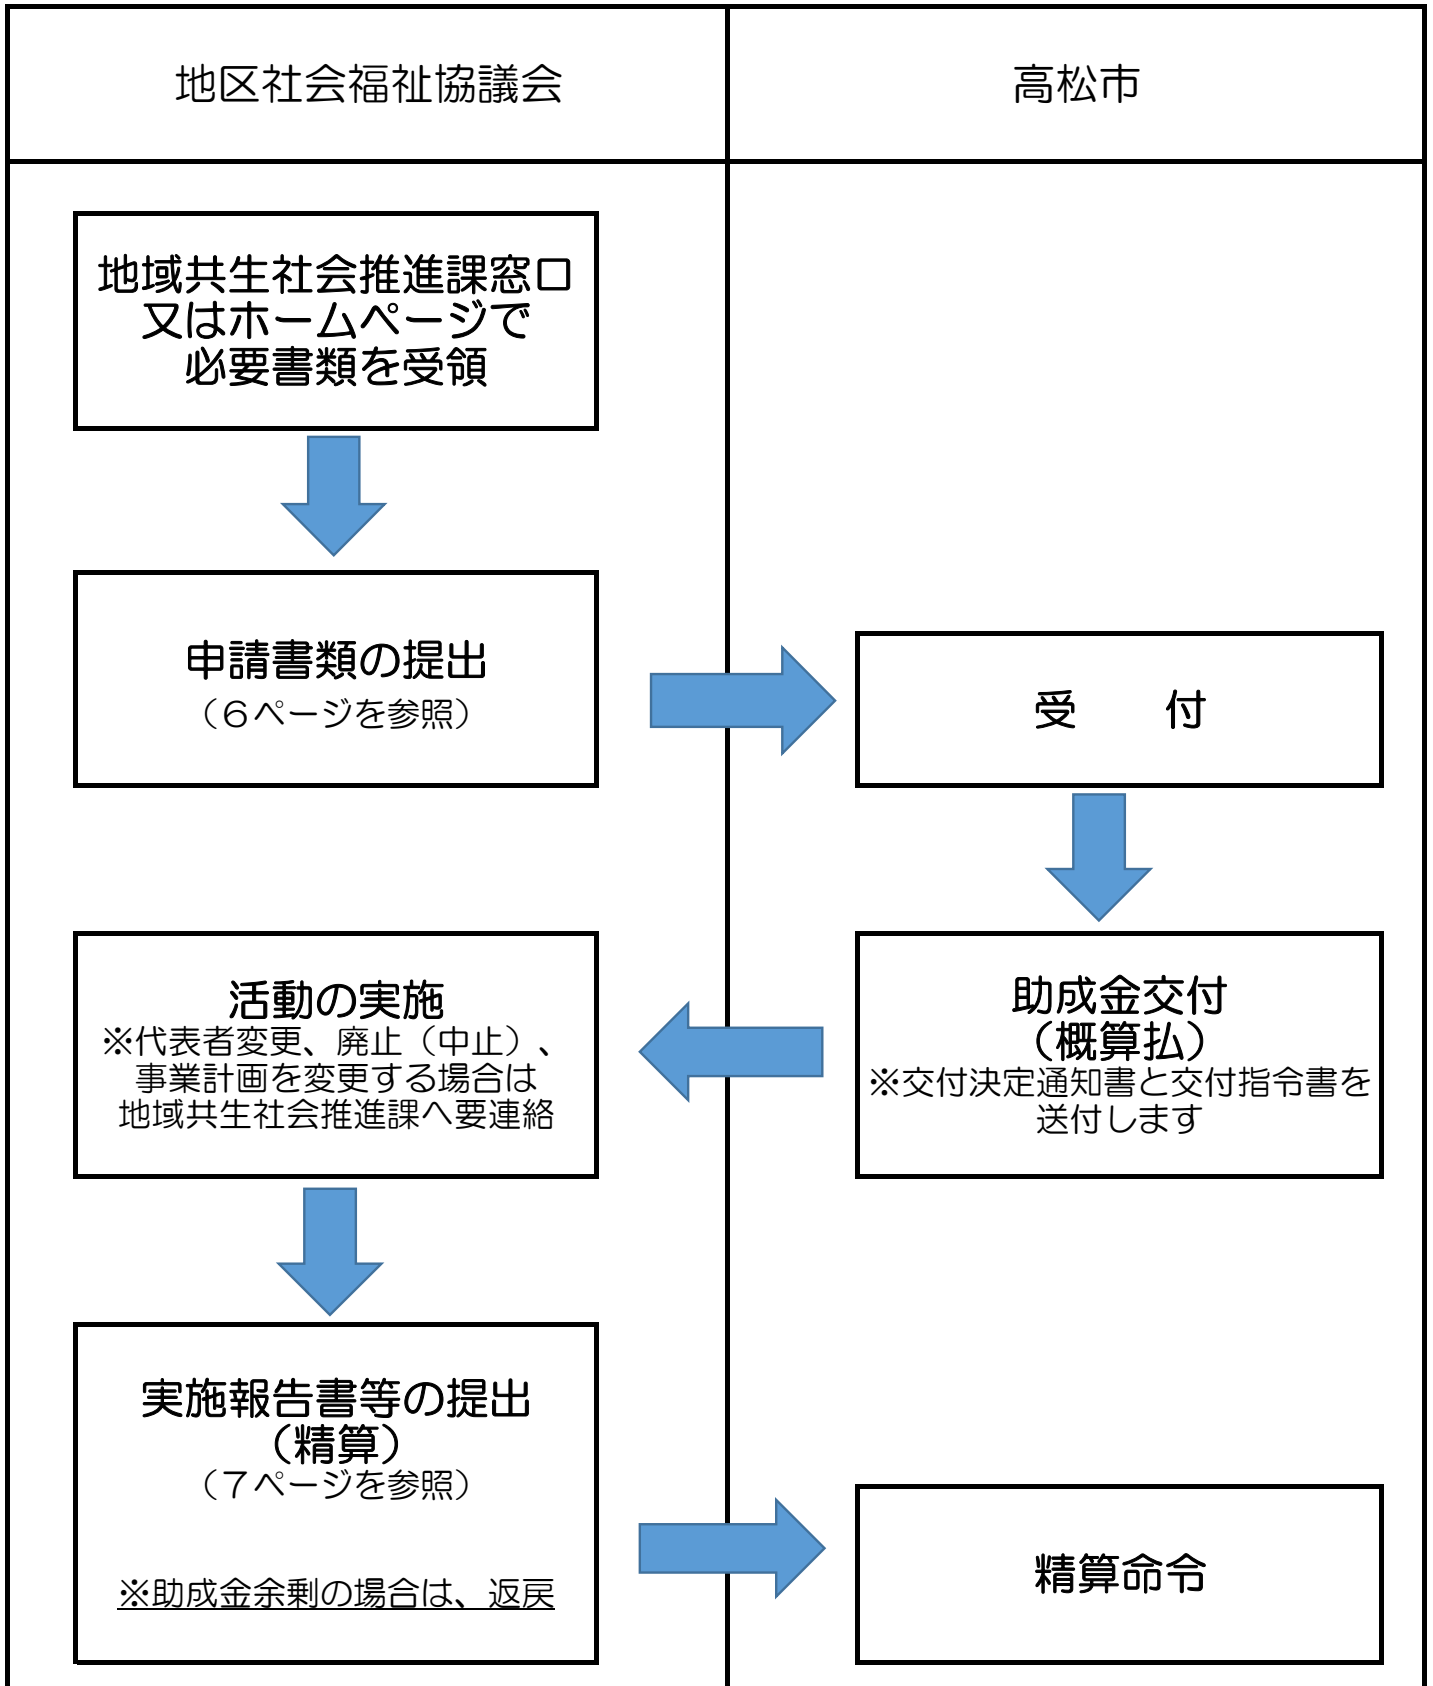 地区社会福祉協議会
高松市
地域共生社会推進課窓口
又はホームページで
必要書類を受領
申請書類の提出
（６ページを参照）
受　　付
助成金交付
（概算払）
※交付決定通知書と交付指令書を
送付します
活動の実施
※代表者変更、廃止（中止）、
事業計画を変更する場合は
地域共生社会推進課へ要連絡
実施報告書等の提出
（精算）
（７ページを参照）
※助成金余剰の場合は、返戻
精算命令